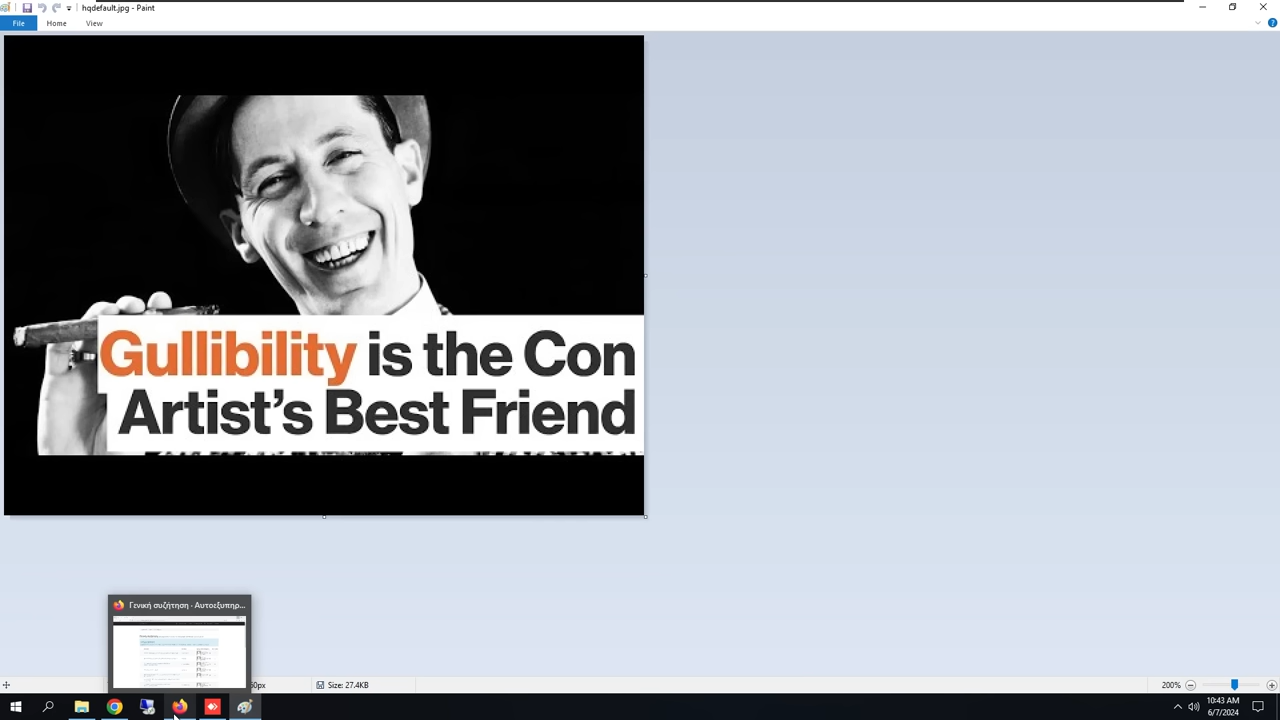 hqdefault.jpg - Paint
File Home View
Gullibility is the Con
Artist's Best Friend
Γενική συζήτηση - Αυτοεξυπηρ...
Size: 27.4KB
200%
10:43 AM
6/7/2024